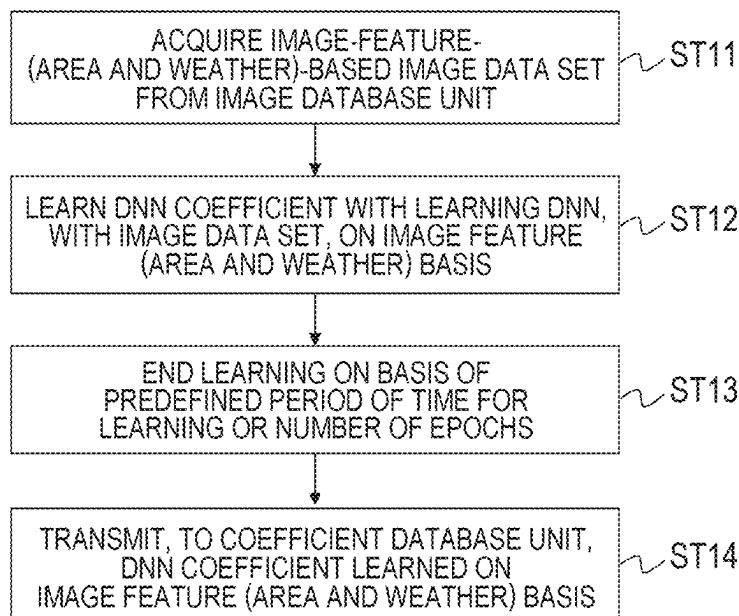 ACQUIRE IMAGE-FEATURE-
(AREA AND WEATHER)-BASED IMAGE DATA SET
FROM IMAGE DATABASE UNIT
ST11
LEARN DNN COEFFICIENT WITH LEARNING DNN,
WITH IMAGE DATA SET, ON IMAGE FEATURE
(AREA AND WEATHER) BASIS
ST12
END LEARNING ON BASIS OF
PREDEFINED PERIOD OF TIME FOR
LEARNING OR NUMBER OF EPOCHS
ST13
TRANSMIT, TO COEFFICIENT DATABASE UNIT,
DNN COEFFICIENT LEARNED ON
IMAGE FEATURE (AREA AND WEATHER) BASIS
ST14